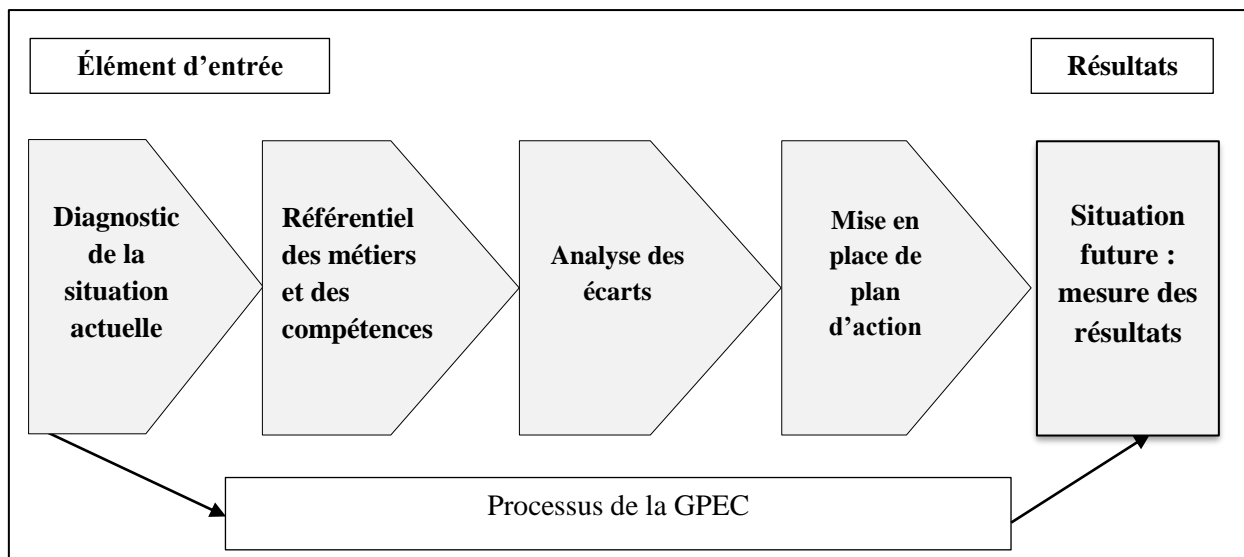 Élément d’entrée
Résultats
Diagnostic
de la
situation
actuelle
Référentiel
des métiers
et des
compétences
Analyse des
écarts
Mise en
place de
plan
d’action
Situation
future :
mesure des
résultats
Processus de la GPEC